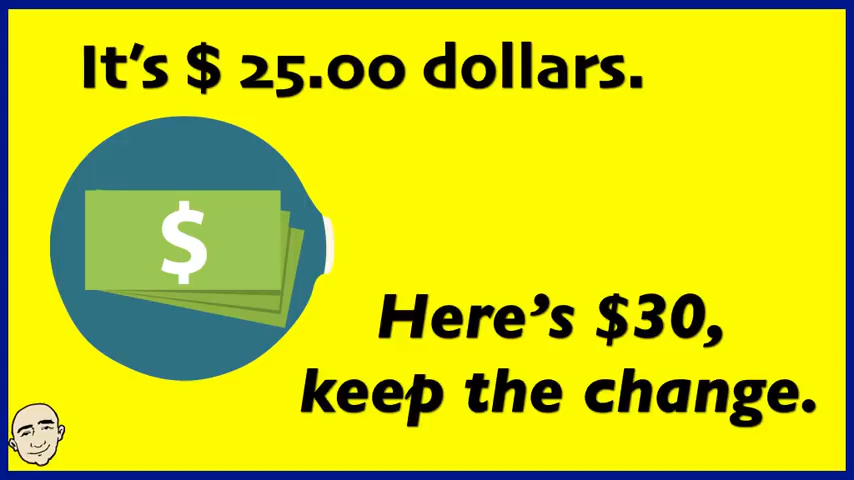 It's $ 25.00 dollars.
$
Here's $30,
keep the change.